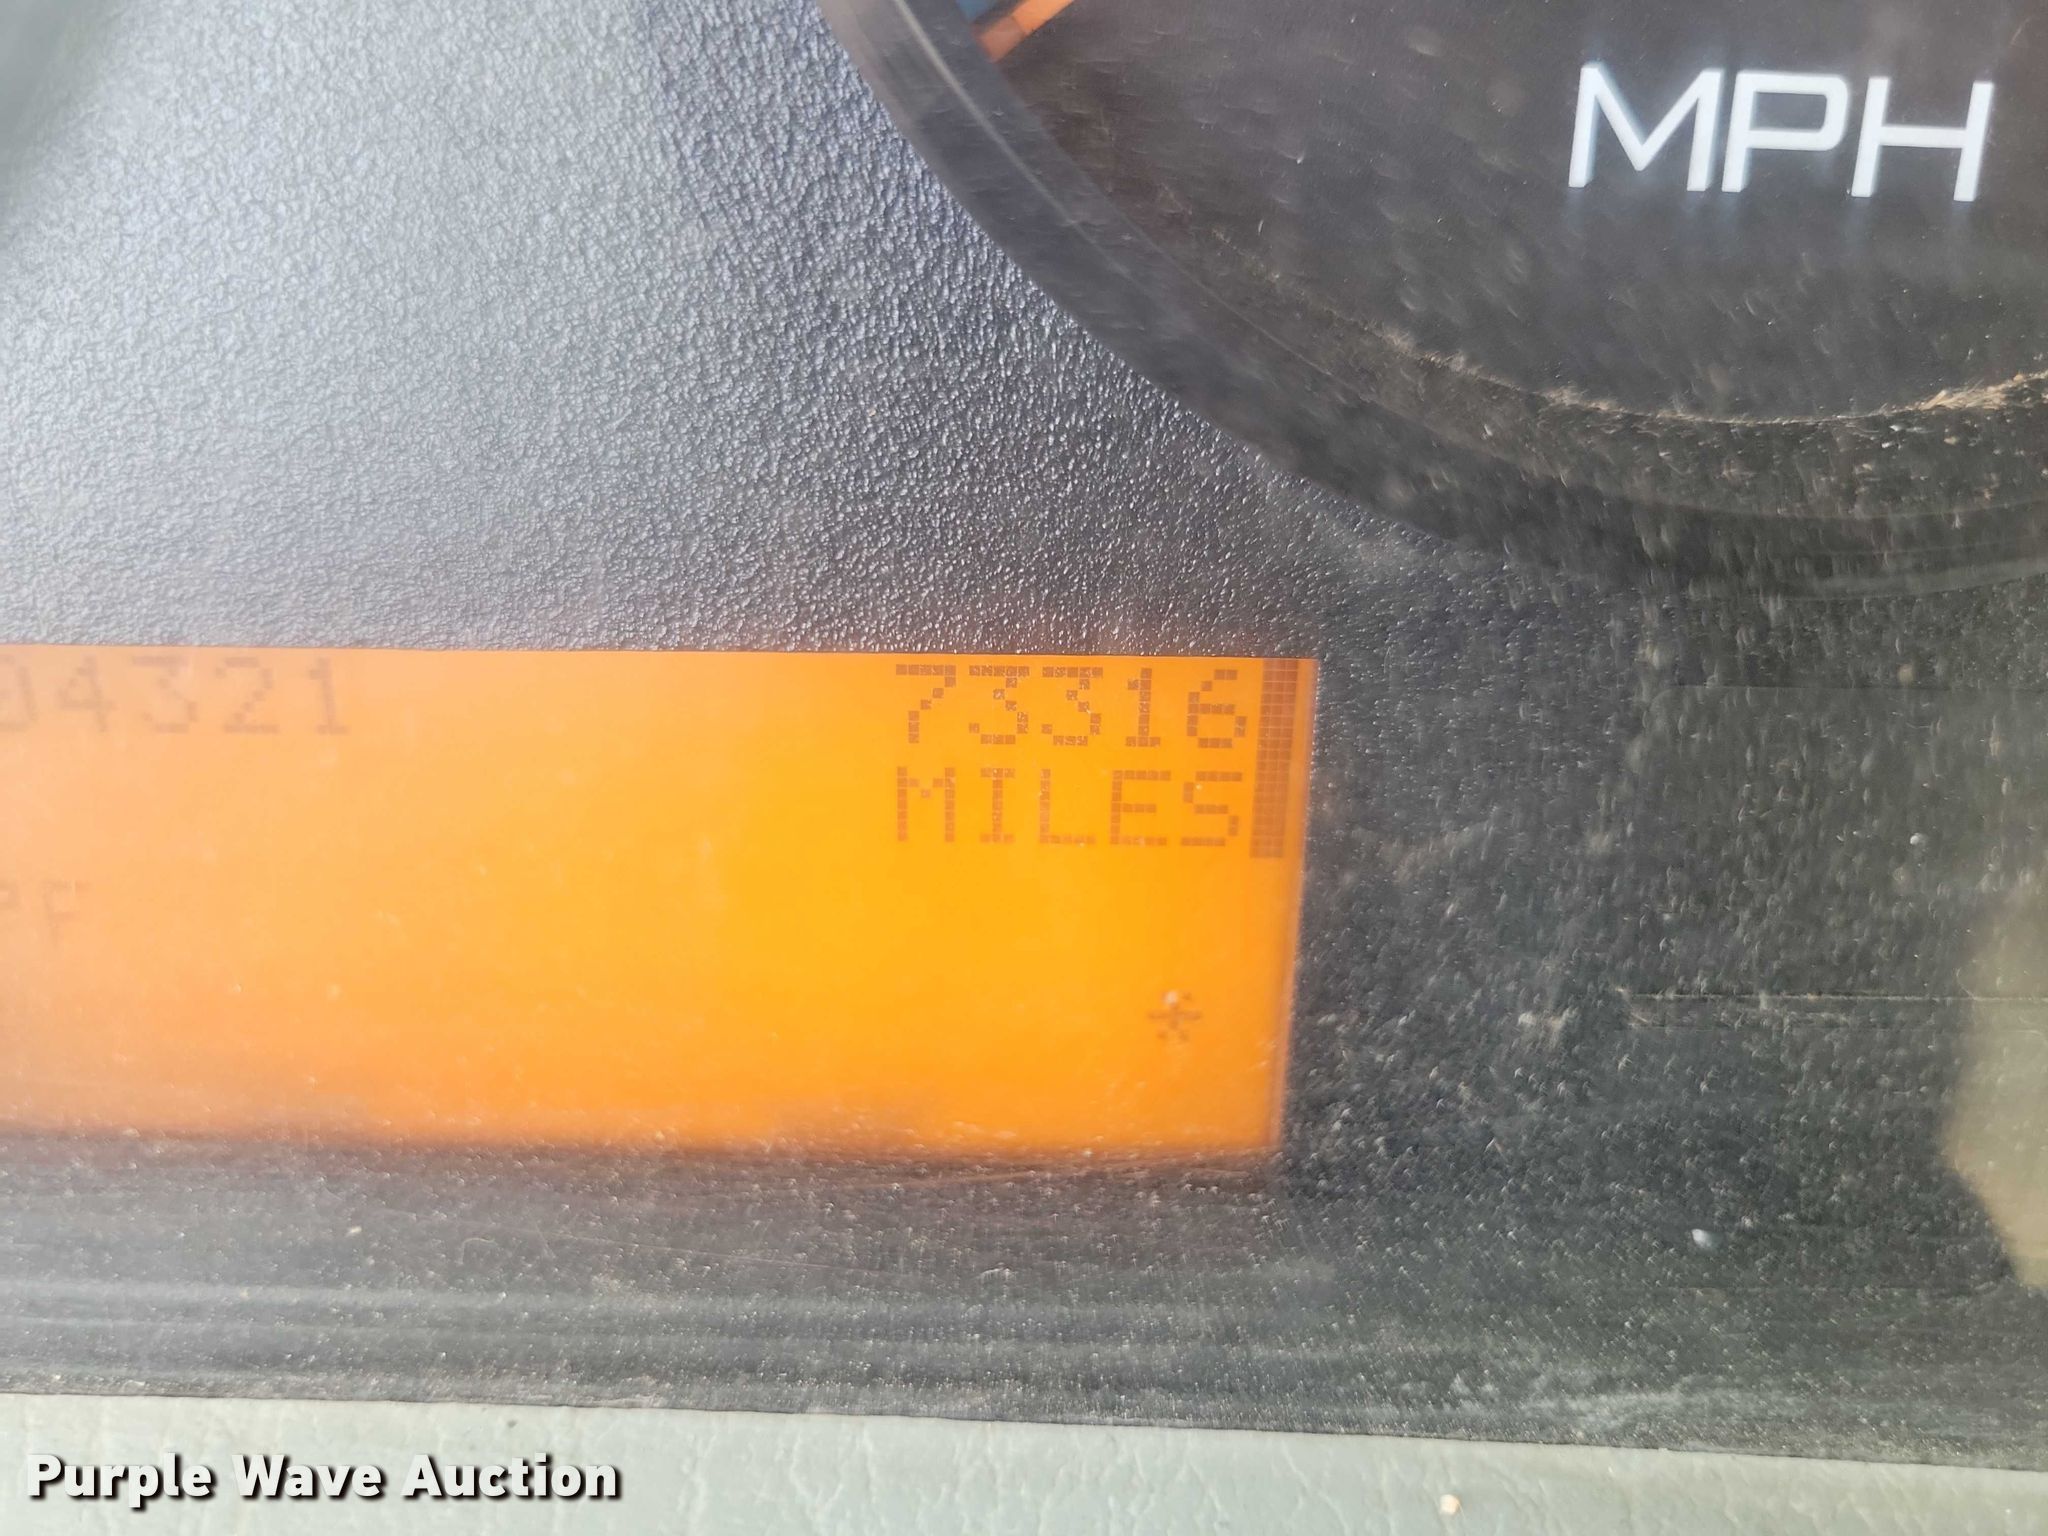 MPH
04321 73316
MILES
°F
*
Purple Wave Auction